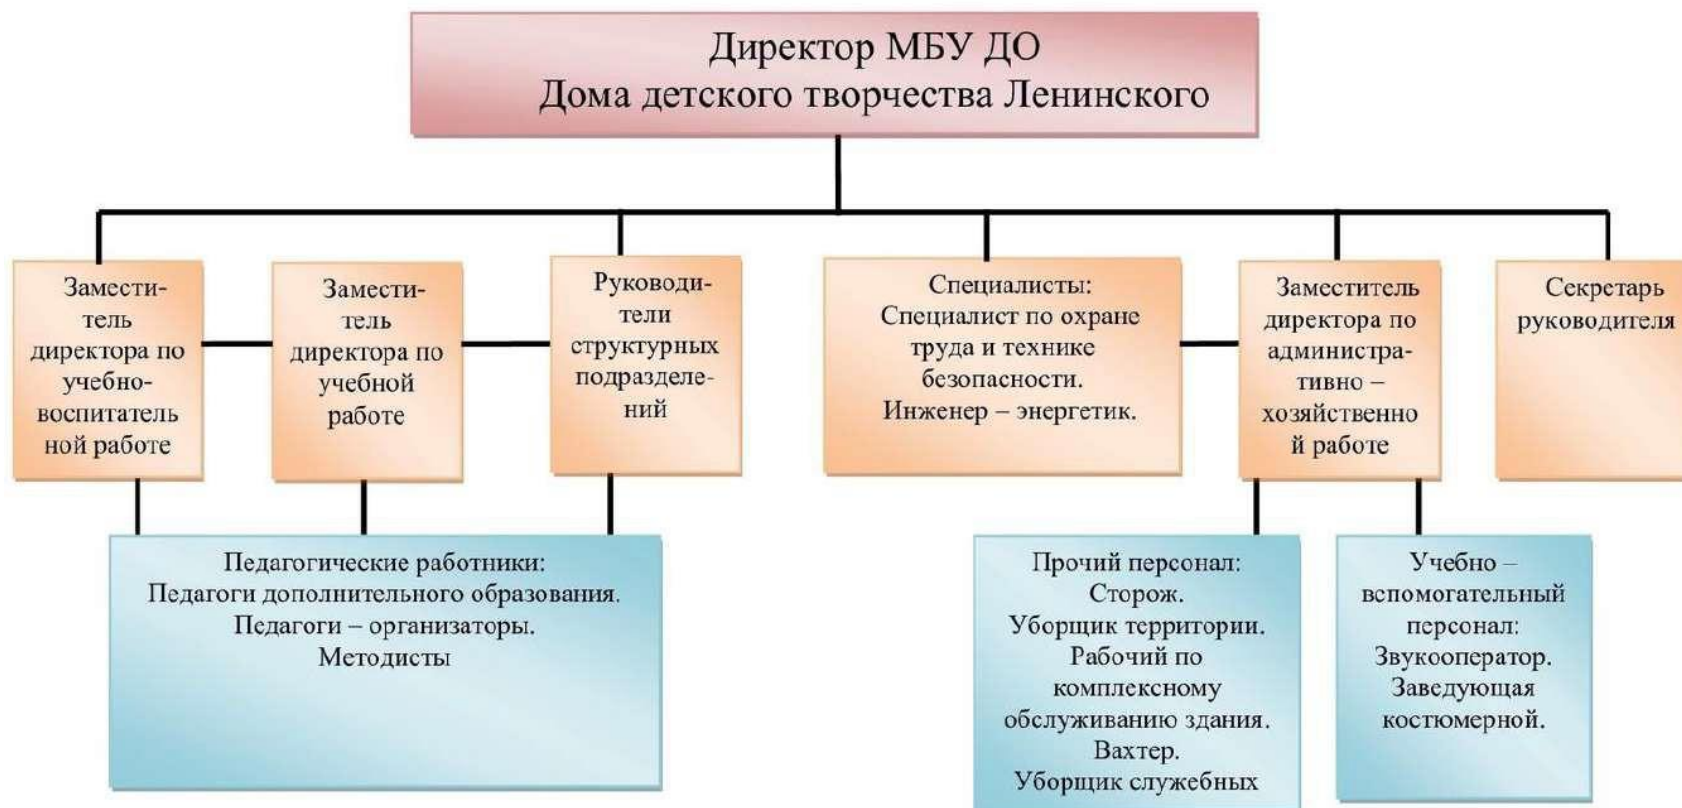 Директор МБУ ДО
Дома детского творчества Ленинского
Замести-
тель
директора по
учебно-
воспитатель
ной работе
Замести-
тель
директора по
учебной
работе
Руководи-
тели
структурных
подразделе-
ний
Специалисты:
Специалист по охране
труда и технике
безопасности.
Инженер – энергетик.
Заместитель
директора по
администра-
тивно –
хозяйственно
й работе
Секретарь
руководителя
Педагогические работники:
Педагоги дополнительного образования.
Педагоги – организаторы.
Методисты
Прочий персонал:
Сторож.
Уборщик территории.
Рабочий по
комплексному
обслуживанию здания.
Вахтер.
Уборщик служебных
Учебно –
вспомогательный
персонал:
Звукооператор.
Заведующая
костюмерной.